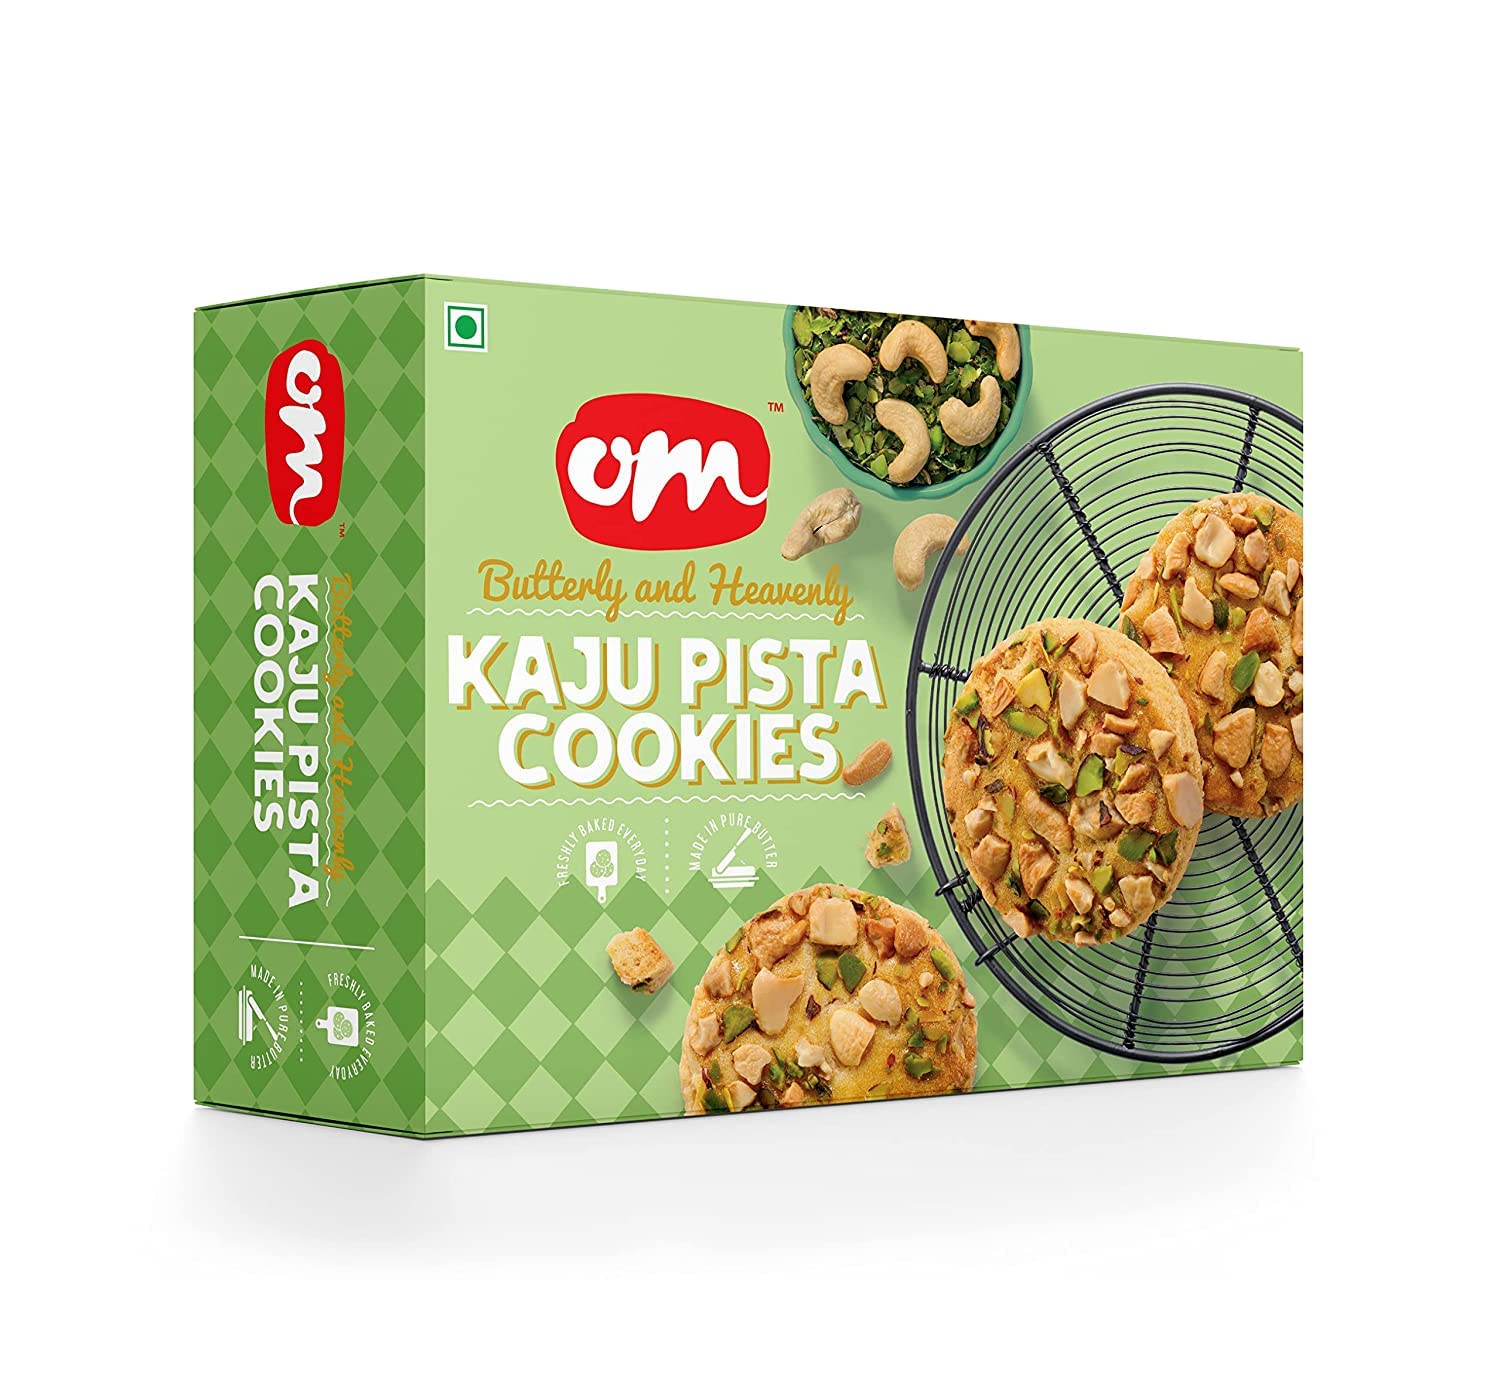 om
TM
Butterly and Heavenly
KAJU PISTA
COOKIES
FRESHLY BAKED EVERYDAY
MADE IN PURE BUTTER
om
TM
Butterly and Heavenly
KAJU PISTA
COOKIES
MADE IN PURE BUTTER
FRESHLY BAKED EVERYDAY